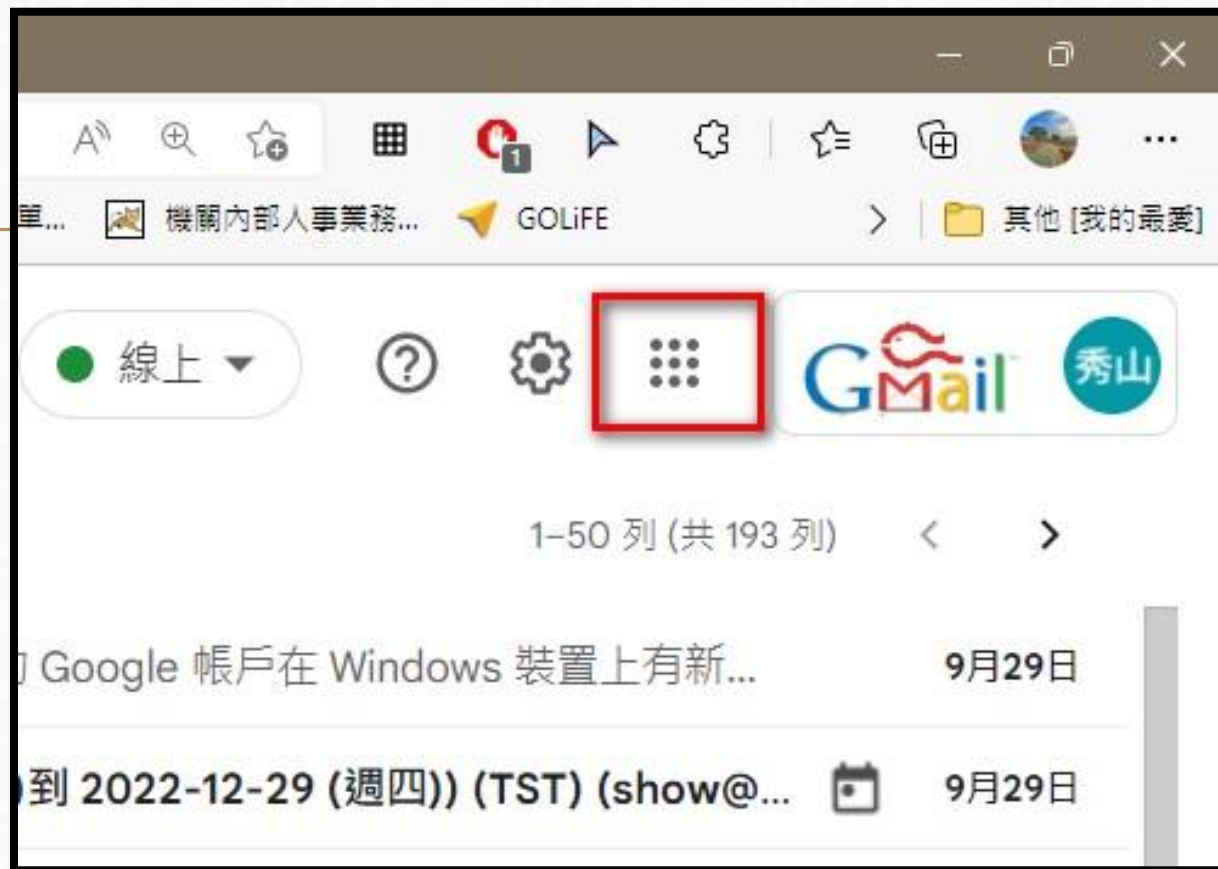 A
1
單... 機關內部人事業務... GOLiFE 其他 [我的最愛]
線上 GMail 秀山
1–50 列 (共 193 列)
Google 帳戶在 Windows 裝置上有新... 9月29日
到 2022-12-29 (週四)) (TST) (show@... 9月29日